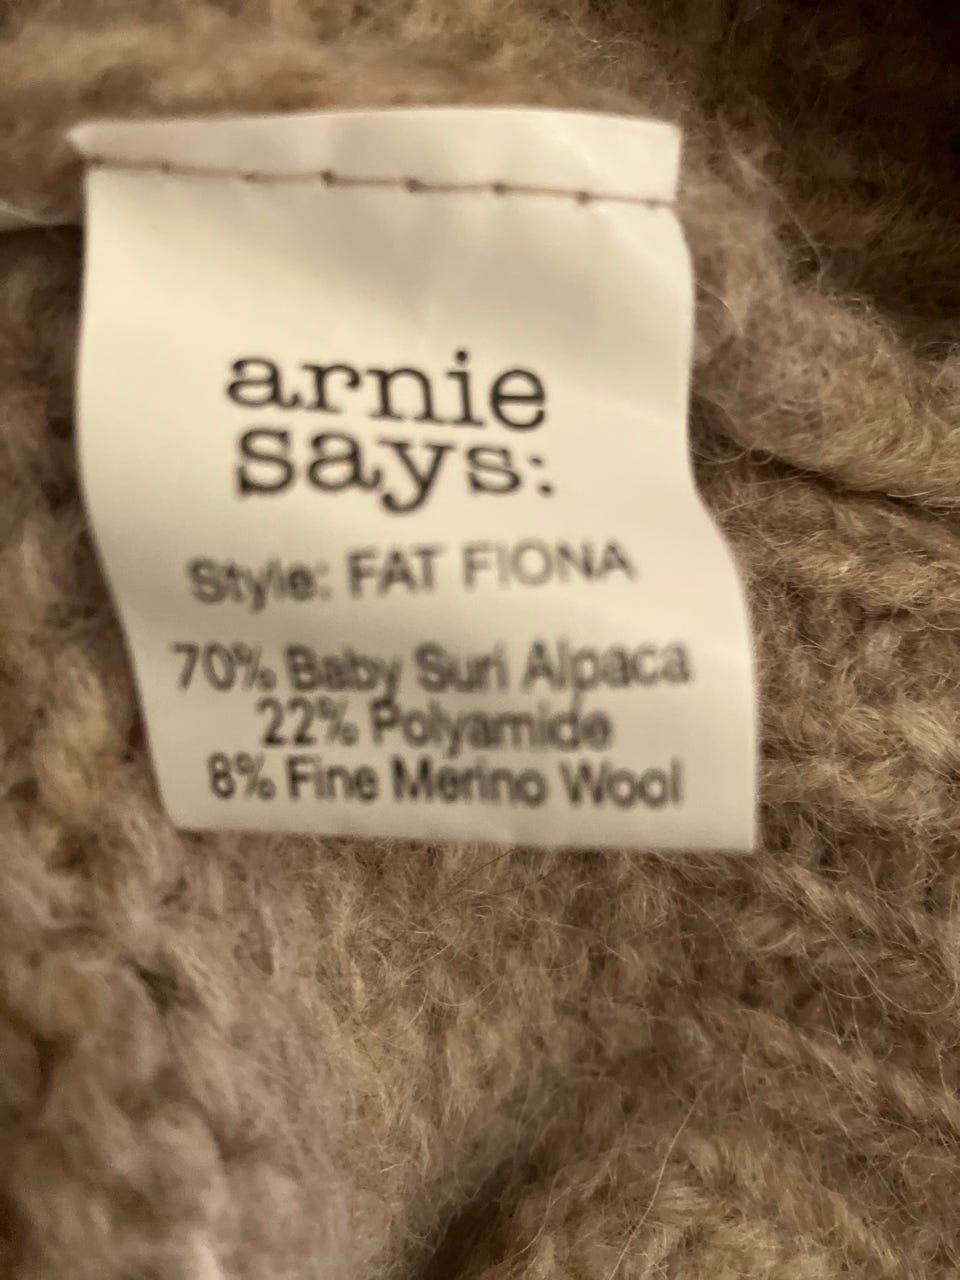 arnie
says:
Style: FAT FIONA
70% Baby Suri Alpaca
22% Polyamide
8% Fine Merino Wool